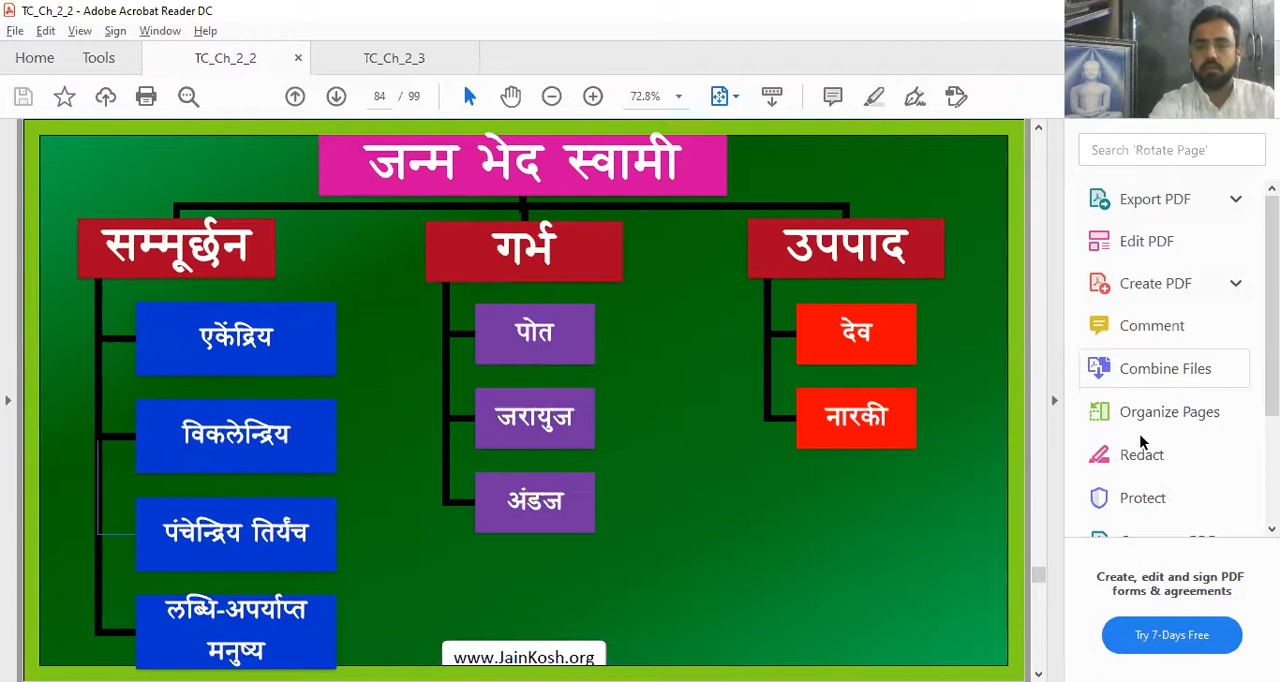 TC_Ch_2_2 - Adobe Acrobat Reader DC
File Edit View Sign Window Help
Home Tools TC_Ch_2_2 × TC_Ch_2_3
84 / 99 72.8%
जन्म भेद स्वामी
सम्मूर्छन
एकेंद्रिय
विकलेन्द्रिय
पंचेन्द्रिय तिर्यंच
लब्धि-अपर्याप्त
मनुष्य
गर्भ
पोत
जरायुज
अंडज
उपपाद
देव
नारकी
www.JainKosh.org
Search 'Rotate Page'
Export PDF
Edit PDF
Create PDF
Comment
Combine Files
Organize Pages
Redact
Protect
Create, edit and sign PDF
forms & agreements
Try 7-Days Free